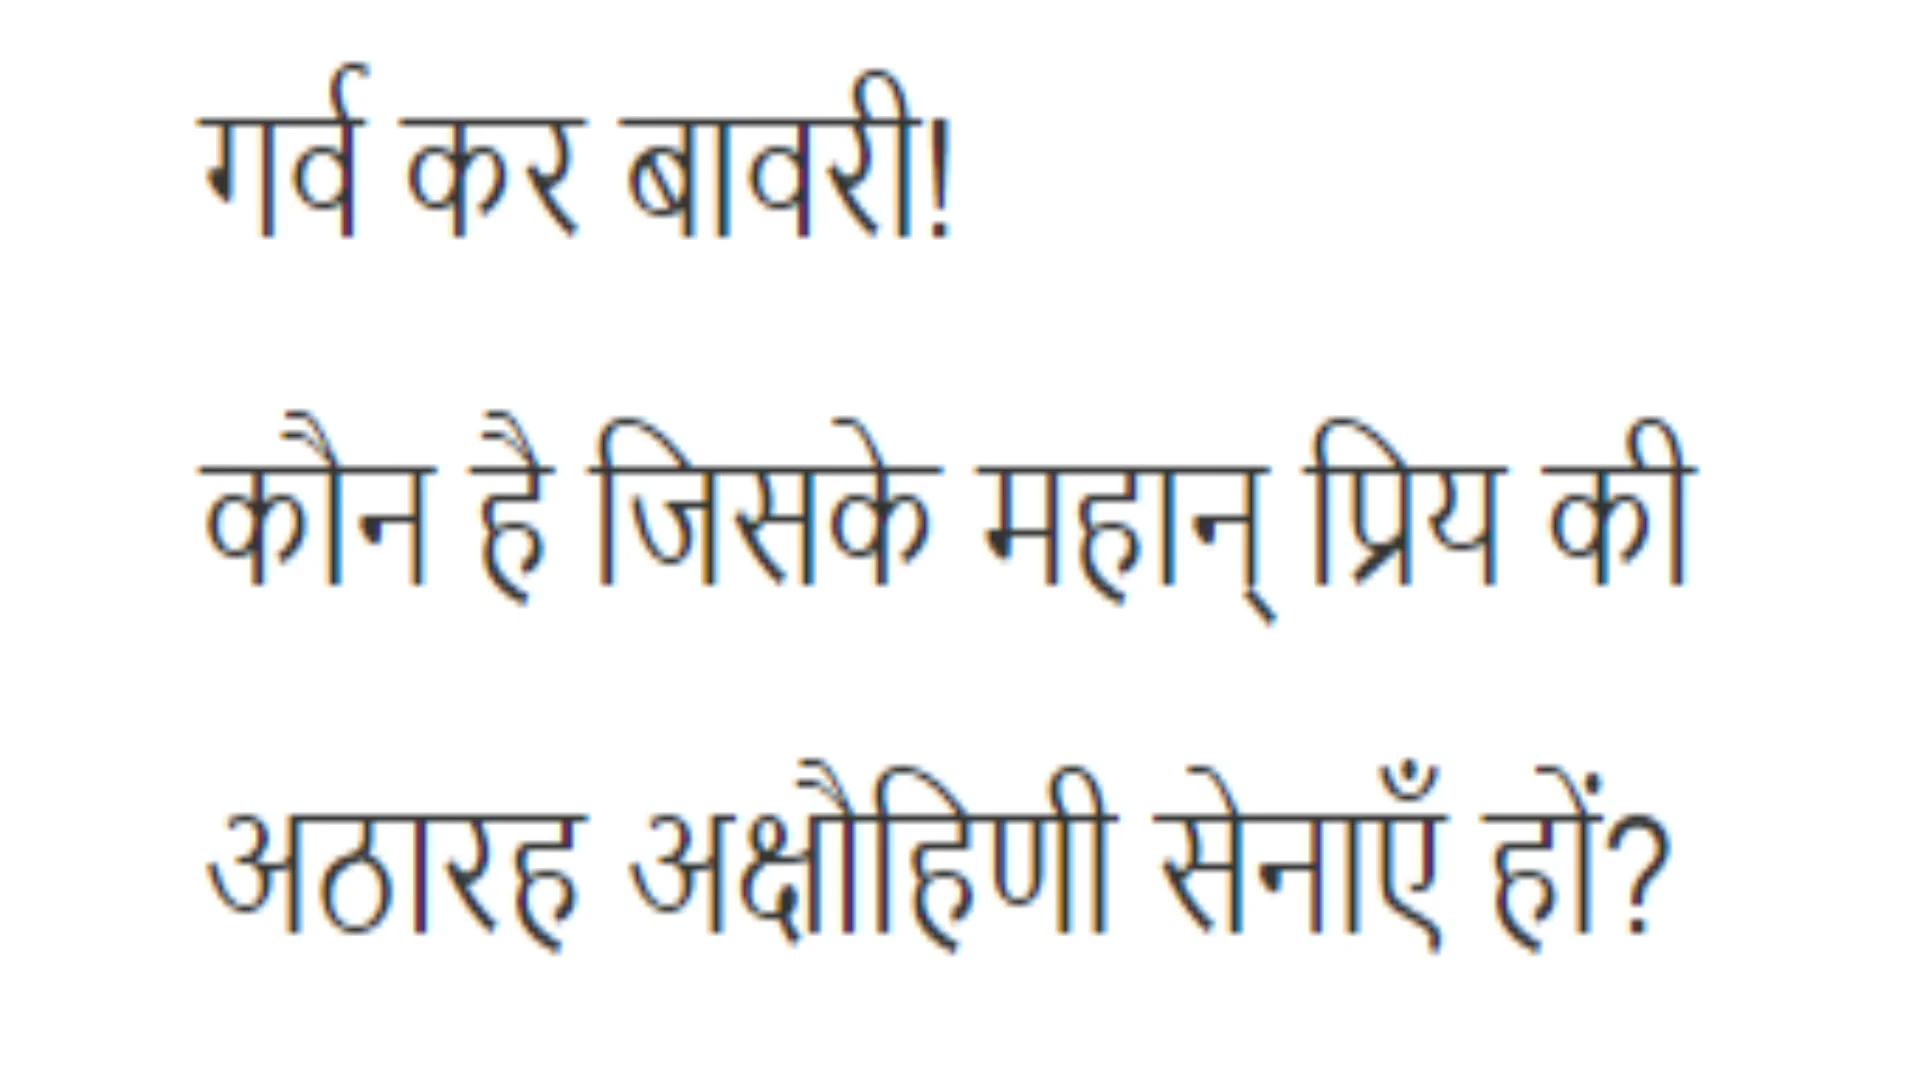 गर्व कर बावरी!
कौन है जिसके महान् प्रिय की
अठारह अक्षौहिणी सेनाएँ हों?